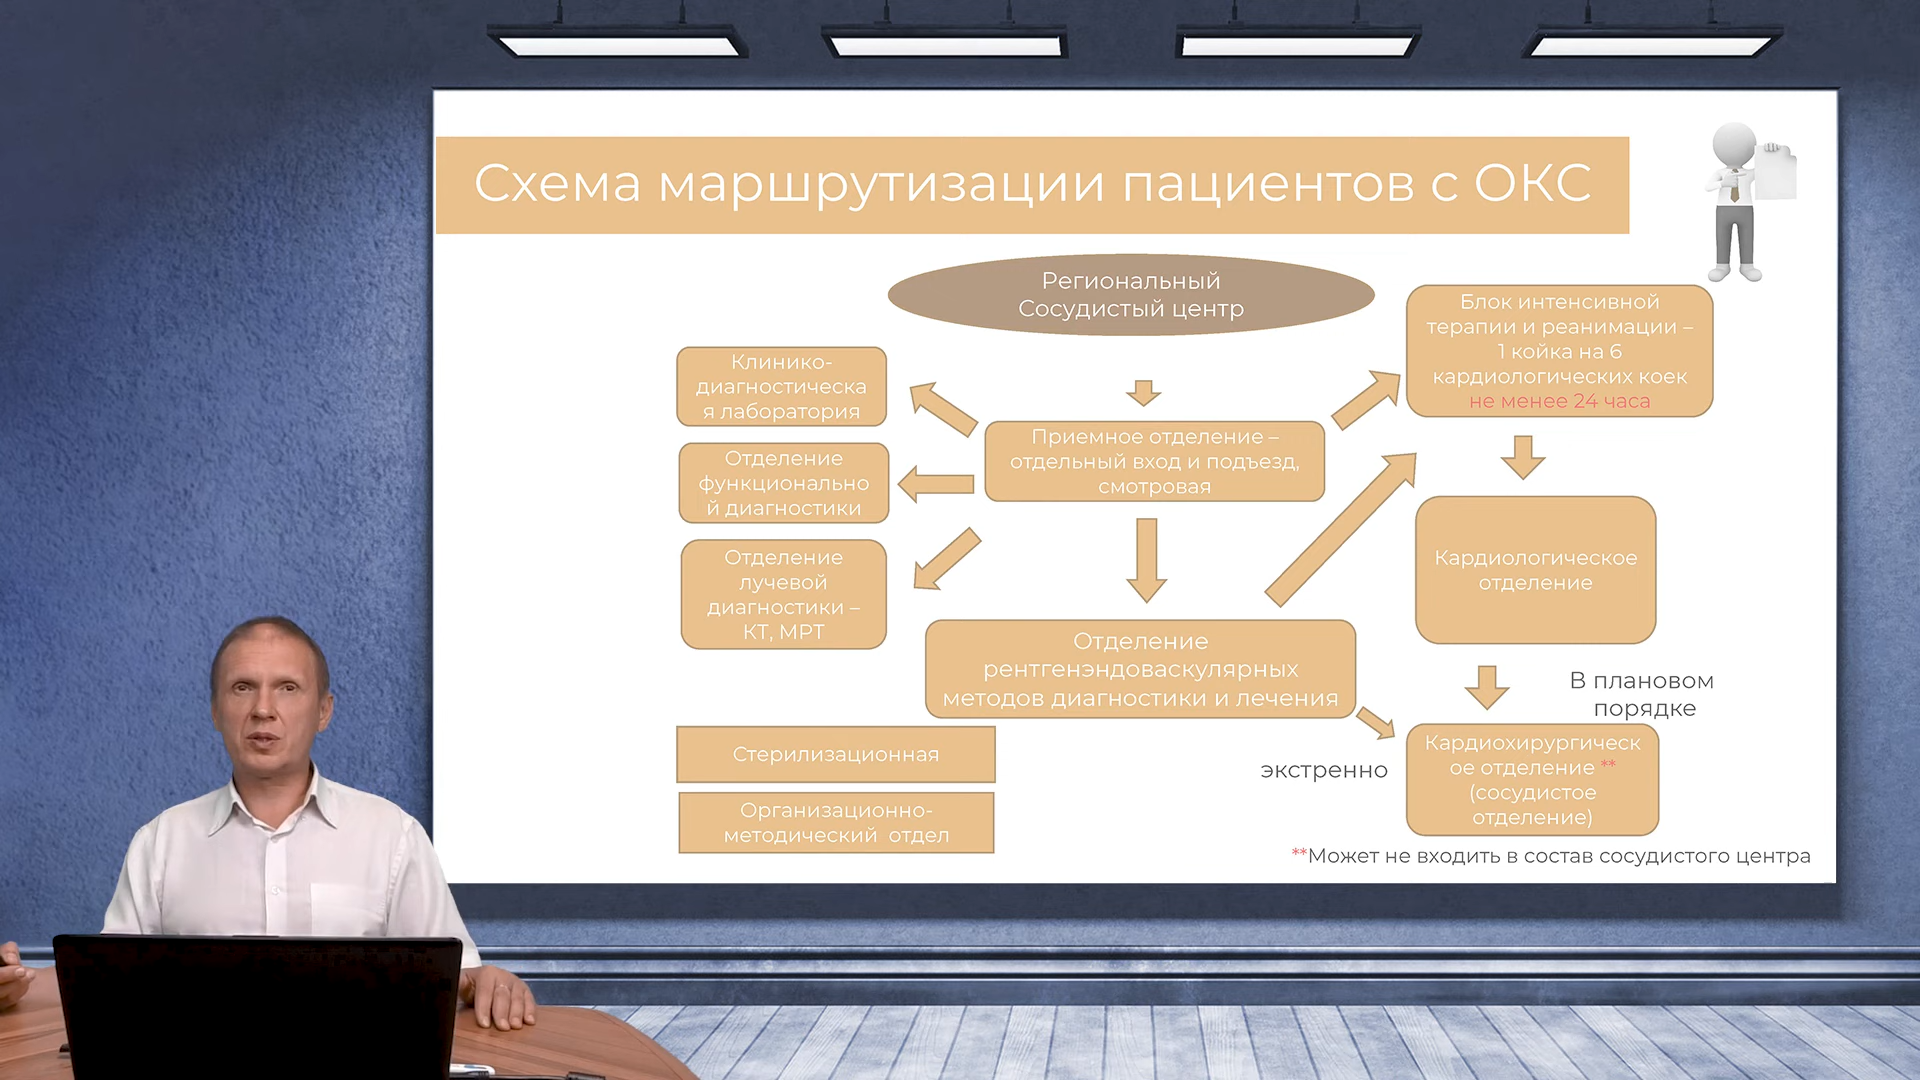 Схема маршрутизации пациентов с ОКС
Региональный
Сосудистый центр
Клинико-
диагностическа
я лаборатория
Отделение
функционально
й диагностики
Отделение
лучевой
диагностики –
КТ, МРТ
Приемное отделение –
отдельный вход и подъезд,
смотровая
Отделение
рентгенэндоваскулярных
методов диагностики и лечения
Блок интенсивной
терапии и реанимации –
1 койка на 6
кардиологических коек
не менее 24 часа
Кардиологическое
отделение
В плановом
порядке
экстренно
Кардиохирургическ
ое отделение **
(сосудистое
отделение)
Стерилизационная
Организационно-
методический отдел
**Может не входить в состав сосудистого центра